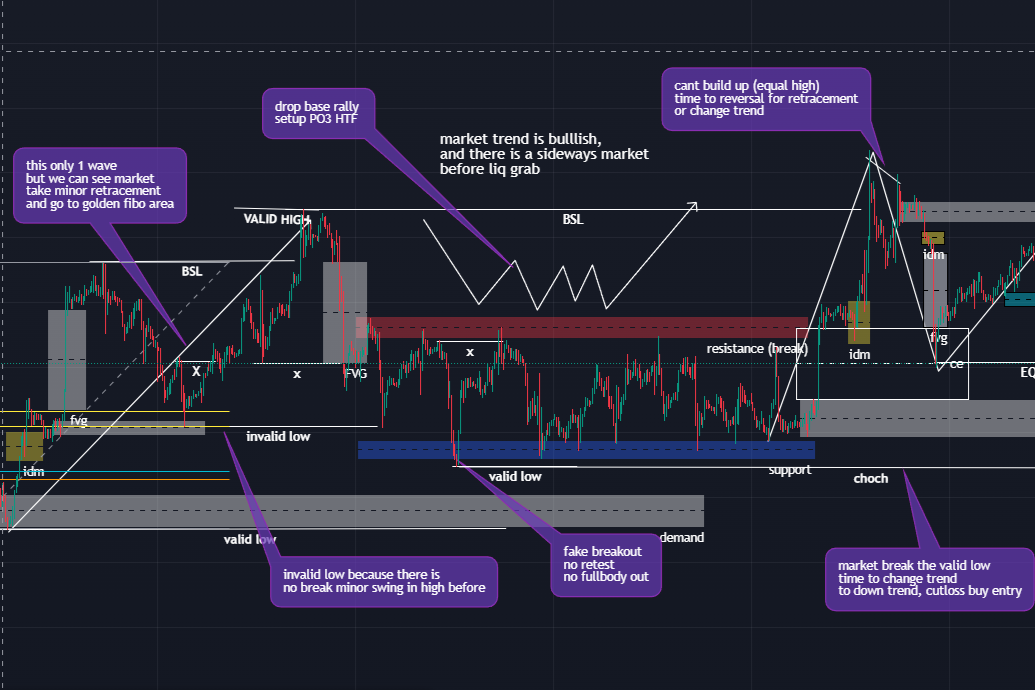 cant build up (equal high)
time to reversal for retracement
or change trend
drop base rally
setup PO3 HTF
market trend is bulllish,
and there is a sideways market
before liq grab
this only 1 wave
but we can see market
take minor retracement
and go to golden fibo area
VALID HIGH
BSL
BSL
idm
fvg
resistance (break)
idm
x
ce
X
x
FVG
EQ
fvg
invalid low
idm
valid low
support
choch
valid low
demand
fake breakout
no retest
no fullbody out
invalid low because there is
no break minor swing in high before
market break the valid low
time to change trend
to down trend, cutloss buy entry